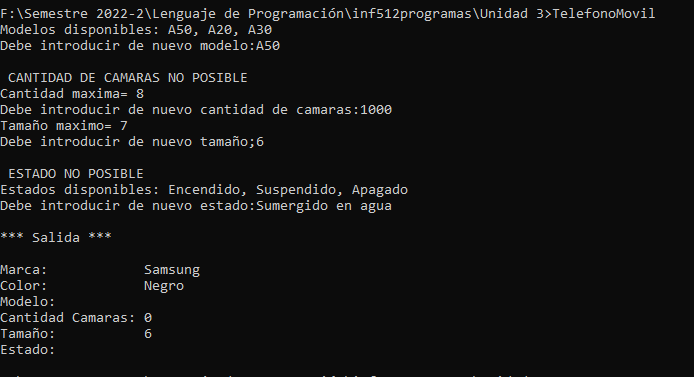 F:\Semestre 2022-2\Lenguaje de Programación\inf512programas\Unidad 3>TelefonoMovil
Modelos disponibles: A50, A20, A30
Debe introducir de nuevo modelo:A50
CANTIDAD DE CAMARAS NO POSIBLE
Cantidad maxima= 8
Debe introducir de nuevo cantidad de camaras:1000
Tamaño maximo= 7
Debe introducir de nuevo tamaño;6
ESTADO NO POSIBLE
Estados disponibles: Encendido, Suspendido, Apagado
Debe introducir de nuevo estado:Sumergido en agua
*** Salida ***
Marca: Samsung
Color: Negro
Modelo:
Cantidad Camaras: 0
Tamaño: 6
Estado: